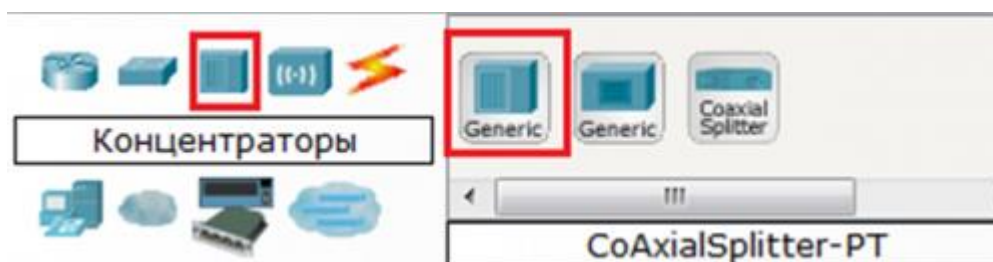 Концентраторы
Generic
Generic
Coaxial
Splitter
CoAxialSplitter-PT